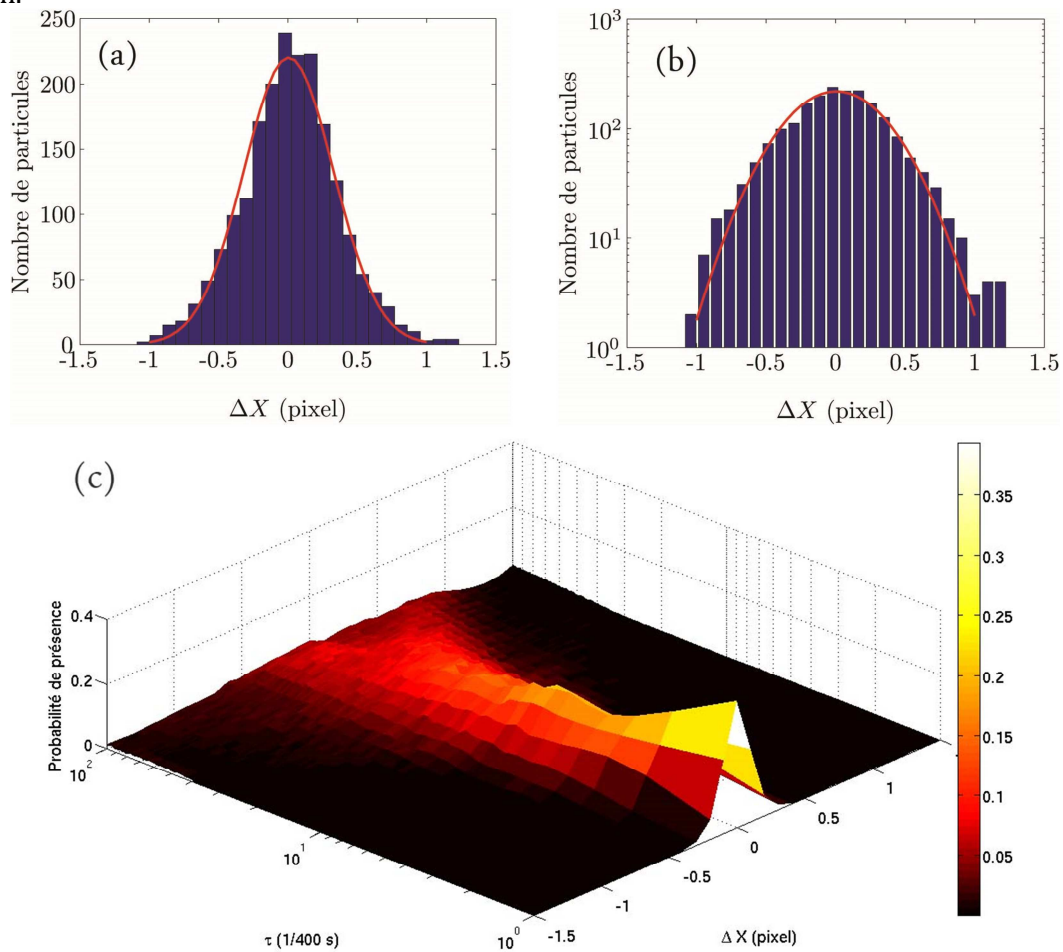 (a)
250
200
150
100
50
0
Nombre de particules
-1.5 -1 -0.5 0 0.5 1 1.5
ΔX (pixel)
(b)
10³
10²
10¹
10⁰
Nombre de particules
-1.5 -1 -0.5 0 0.5 1 1.5
ΔX (pixel)
(c)
0.4
0.2
0
Probabilité de présence
10²
10¹
10⁰
τ (1/400 s)
-1.5
-1
-0.5
0
0.5
1
Δ X (pixel)
0.35
0.3
0.25
0.2
0.15
0.1
0.05